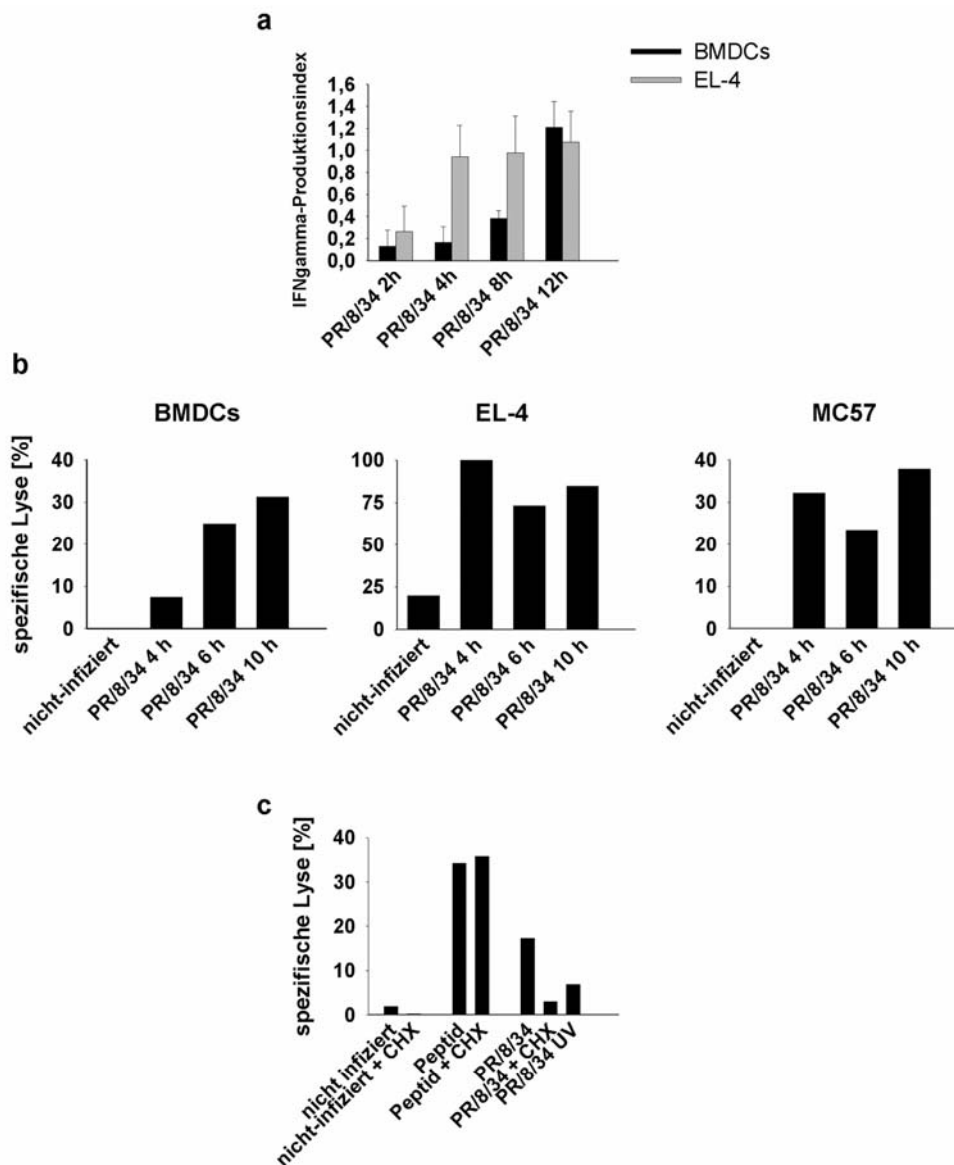 a
BMDCs
EL-4
IFNgamma-Produktionsindex
1,6
1,4
1,2
1,0
0,8
0,6
0,4
0,2
0,0
PR/8/34 2h
PR/8/34 4h
PR/8/34 8h
PR/8/34 12h
b
BMDCs
spezifische Lyse [%]
40
30
20
10
0
nicht-infiziert
PR/8/34 4 h
PR/8/34 6 h
PR/8/34 10 h
EL-4
100
75
50
25
0
nicht-infiziert
PR/8/34 4 h
PR/8/34 6 h
PR/8/34 10 h
MC57
40
30
20
10
0
nicht-infiziert
PR/8/34 4 h
PR/8/34 6 h
PR/8/34 10 h
c
spezifische Lyse [%]
40
30
20
10
0
nicht infiziert
nicht-infiziert + CHX
Peptid
Peptid + CHX
PR/8/34
PR/8/34 + CHX
PR/8/34 UV